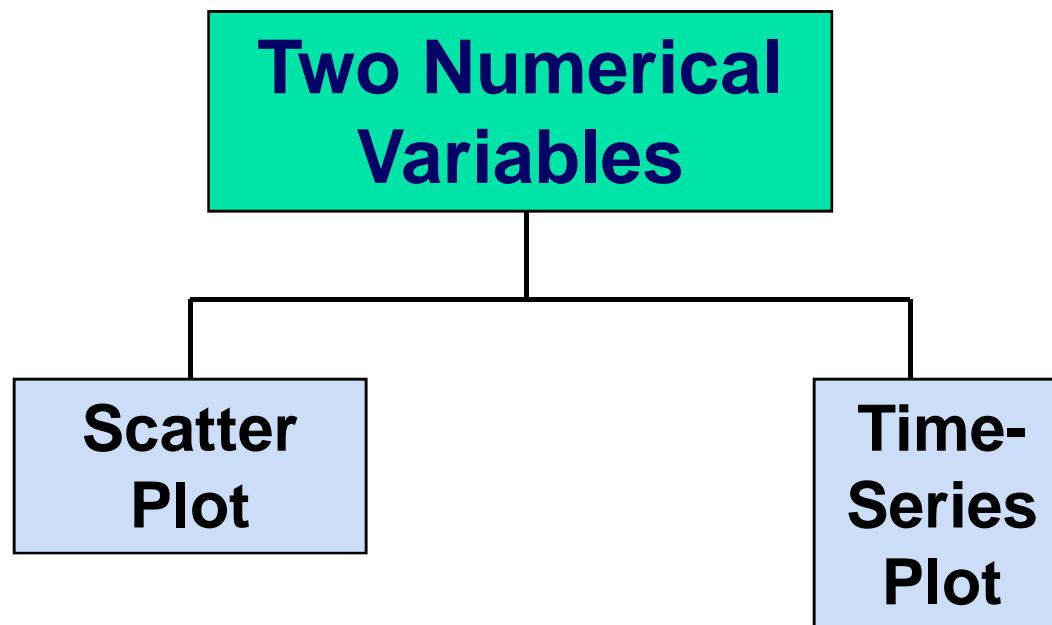 Two Numerical
Variables
Scatter
Plot
Time-
Series
Plot